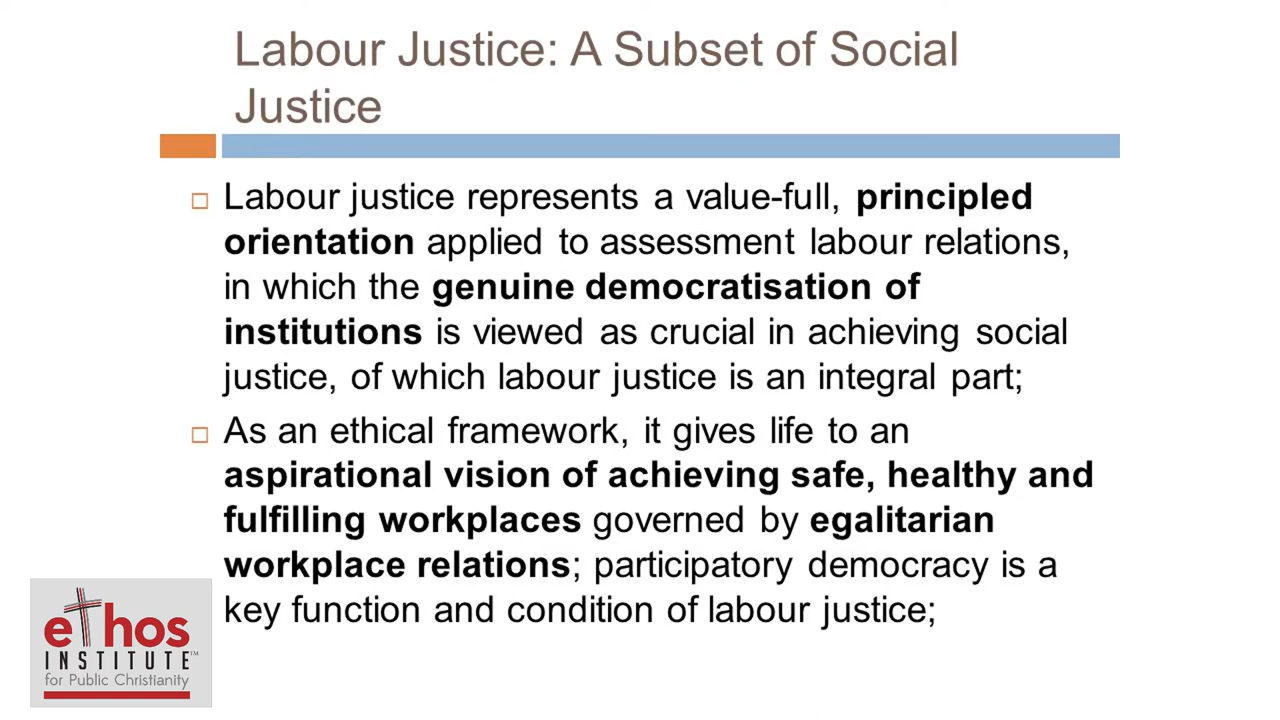 Labour Justice: A Subset of Social
Justice
Labour justice represents a value-full, principled
orientation applied to assessment labour relations,
in which the genuine democratisation of
institutions is viewed as crucial in achieving social
justice, of which labour justice is an integral part;
As an ethical framework, it gives life to an
aspirational vision of achieving safe, healthy and
fulfilling workplaces governed by egalitarian
workplace relations; participatory democracy is a
key function and condition of labour justice;
ethos
INSTITUTE™
for Public Christianity